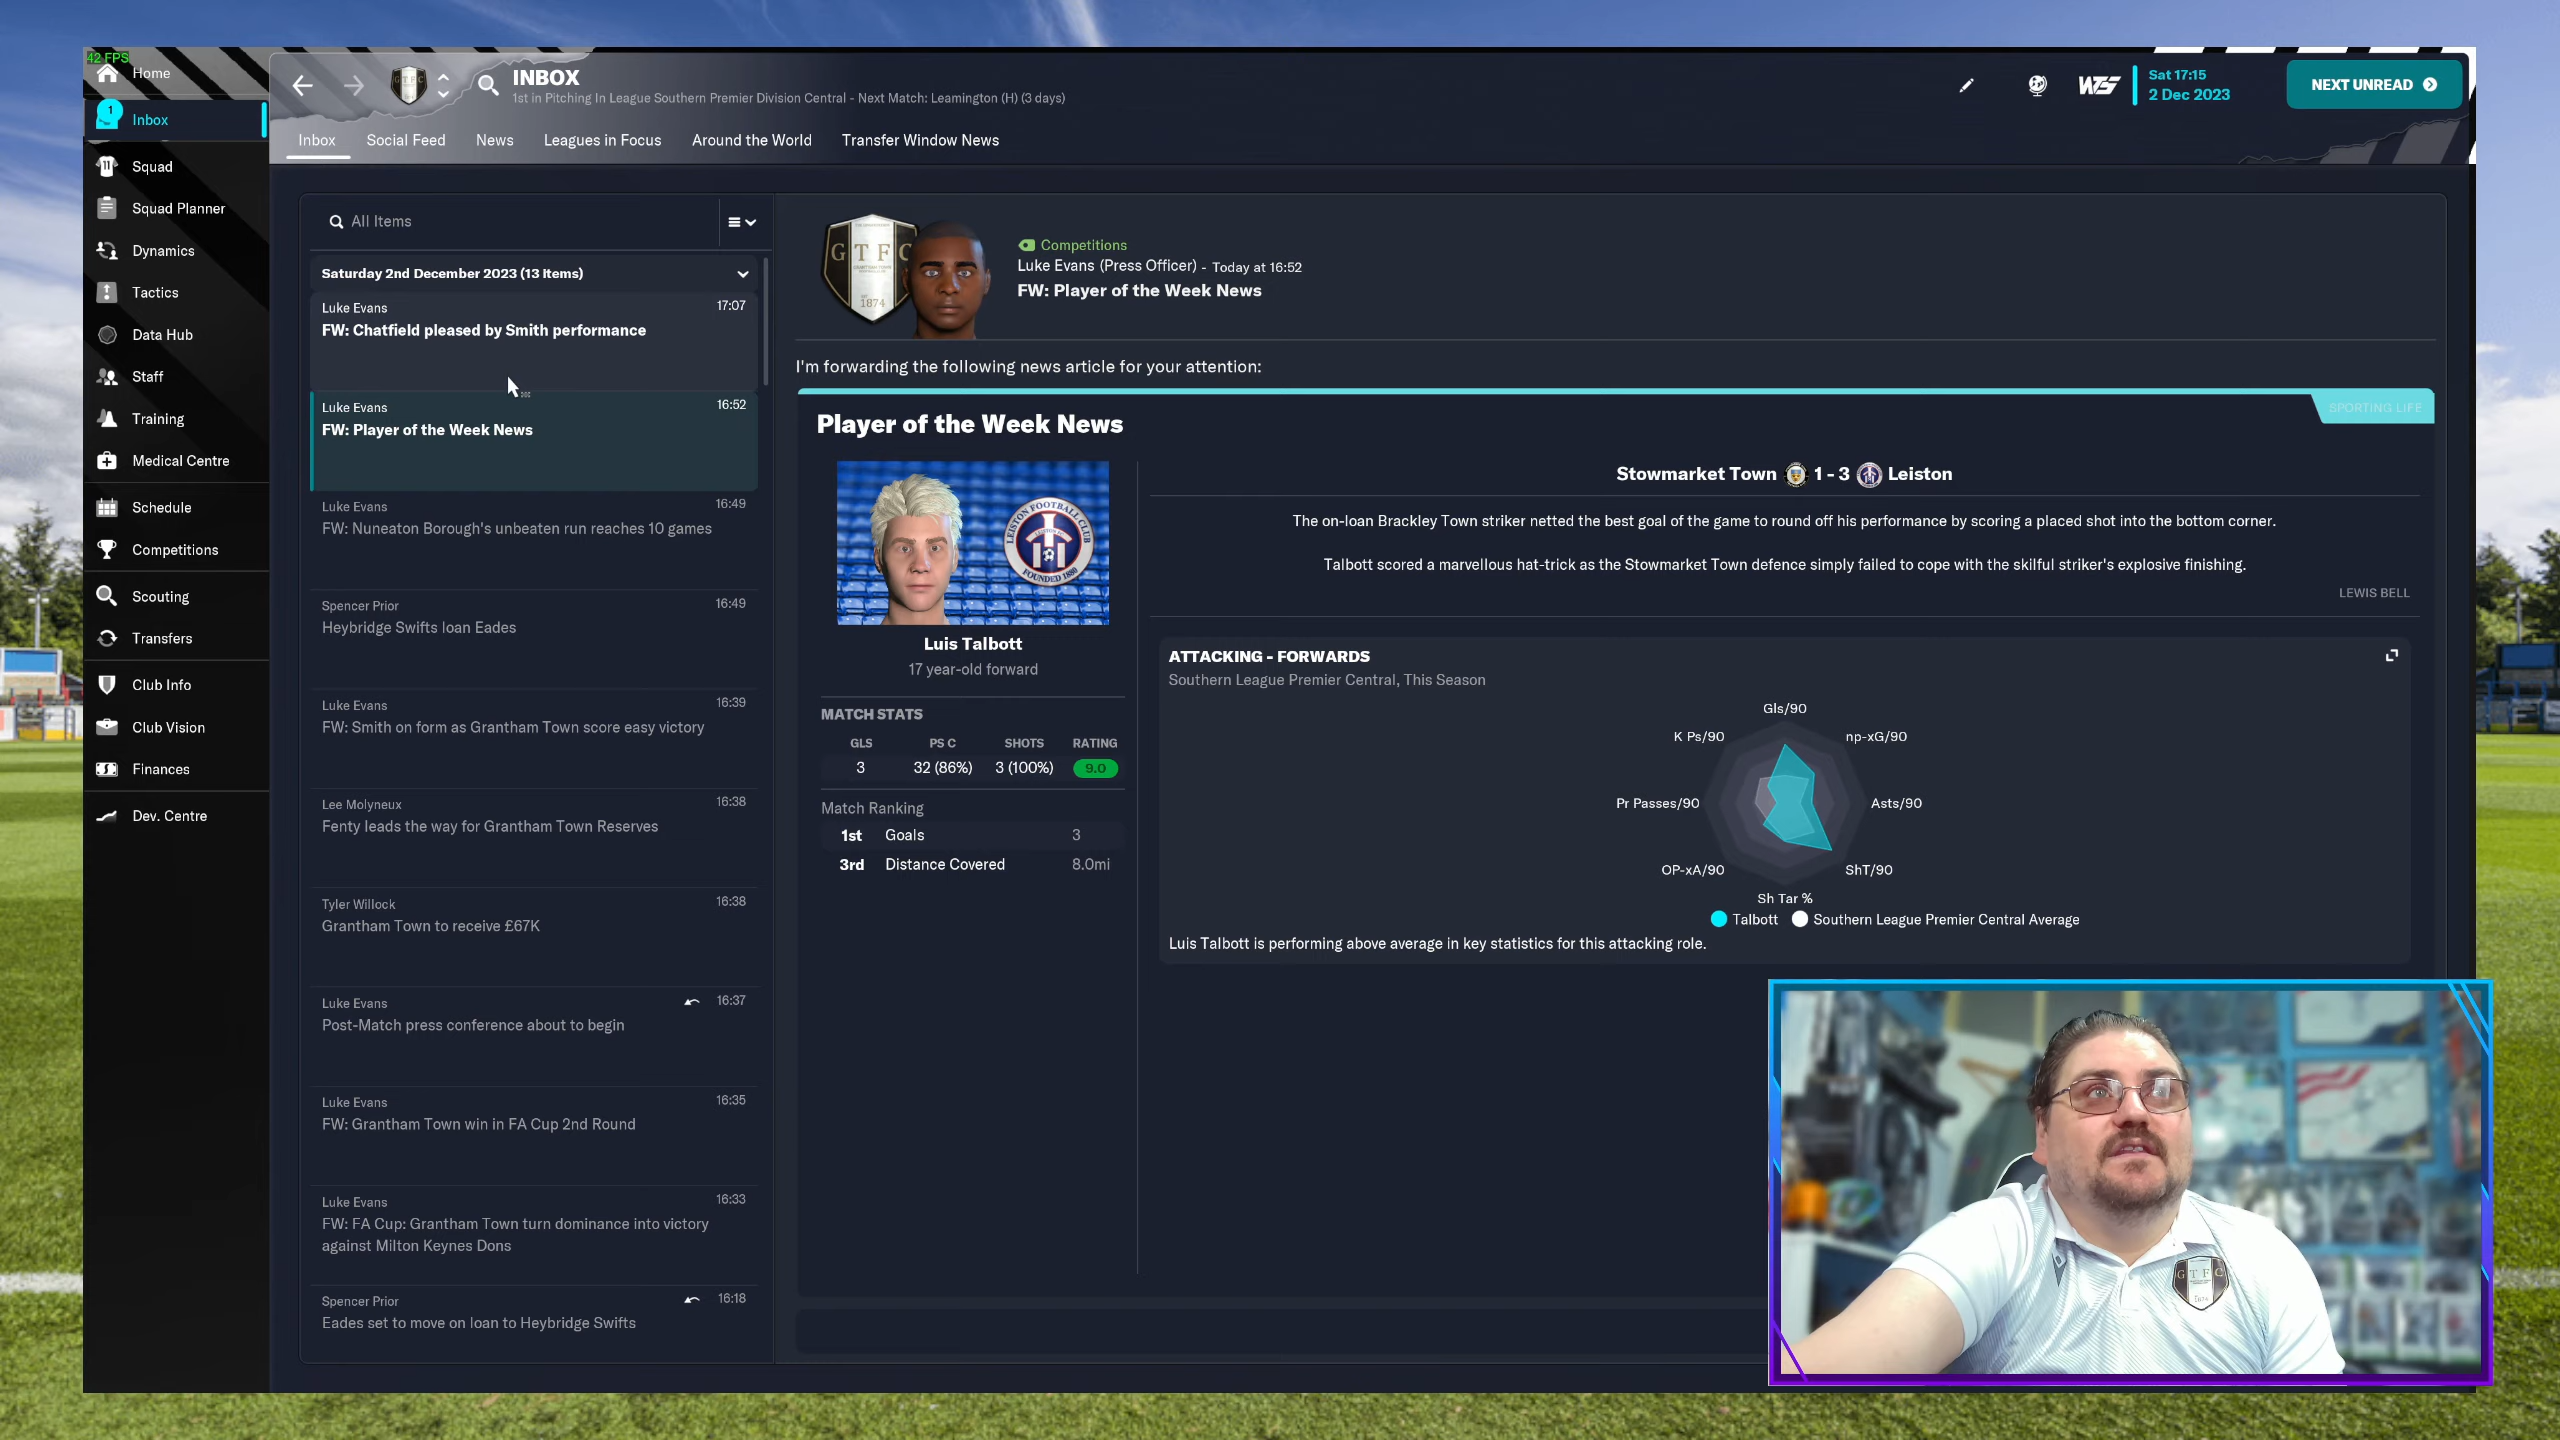 42 FPS
Home
1
Inbox
Squad
Squad Planner
Dynamics
Tactics
Data Hub
Staff
Training
Medical Centre
Schedule
Competitions
Scouting
Transfers
Club Info
Club Vision
Finances
Dev. Centre
INBOX
1st in Pitching In League Southern Premier Division Central - Next Match: Leamington (H) (3 days)
Sat 17:15
2 Dec 2023
NEXT UNREAD
Inbox Social Feed News Leagues in Focus Around the World Transfer Window News
All Items
Saturday 2nd December 2023 (13 Items)
Luke Evans 17:07
FW: Chatfield pleased by Smith performance
Luke Evans 16:52
FW: Player of the Week News
Luke Evans 16:49
FW: Nuneaton Borough's unbeaten run reaches 10 games
Spencer Prior 16:49
Heybridge Swifts loan Eades
Luke Evans 16:39
FW: Smith on form as Grantham Town score easy victory
Lee Molyneux 16:38
Fenty leads the way for Grantham Town Reserves
Tyler Willock 16:38
Grantham Town to receive £67K
Luke Evans 16:37
Post-Match press conference about to begin
Luke Evans 16:35
FW: Grantham Town win in FA Cup 2nd Round
Luke Evans 16:33
FW: FA Cup: Grantham Town turn dominance into victory
against Milton Keynes Dons
Spencer Prior 16:18
Eades set to move on loan to Heybridge Swifts
GTFC
1874
Competitions
Luke Evans (Press Officer) - Today at 16:52
FW: Player of the Week News
I'm forwarding the following news article for your attention:
SPORTING LIFE
Player of the Week News
LEISTON FOOTBALL CLUB
FOUNDED 1880
Luis Talbott
17 year-old forward
MATCH STATS
GLS PS C SHOTS RATING
3 32 (86%) 3 (100%) 9.0
Match Ranking
1st Goals 3
3rd Distance Covered 8.0mi
Stowmarket Town 1 - 3 Leiston
The on-loan Brackley Town striker netted the best goal of the game to round off his performance by scoring a placed shot into the bottom corner.
Talbott scored a marvellous hat-trick as the Stowmarket Town defence simply failed to cope with the skilful striker's explosive finishing.
LEWIS BELL
ATTACKING - FORWARDS
Southern League Premier Central, This Season
Gls/90
K Ps/90 np-xG/90
Pr Passes/90 Asts/90
OP-xA/90 ShT/90
Sh Tar %
Talbott Southern League Premier Central Average
Luis Talbott is performing above average in key statistics for this attacking role.
GTFC